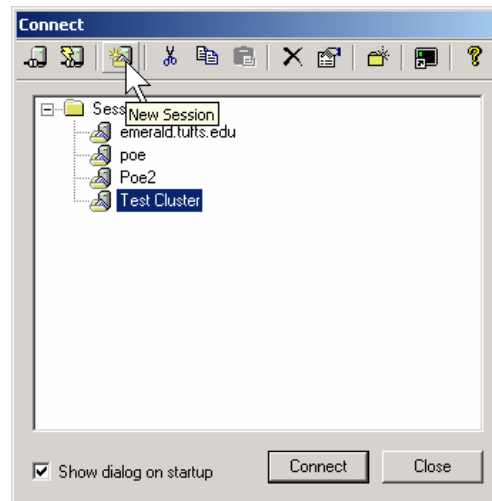 Connect
?
Sess
New Session
emerald.tufts.edu
poe
Poe2
Test Cluster
Show dialog on startup
Connect
Close